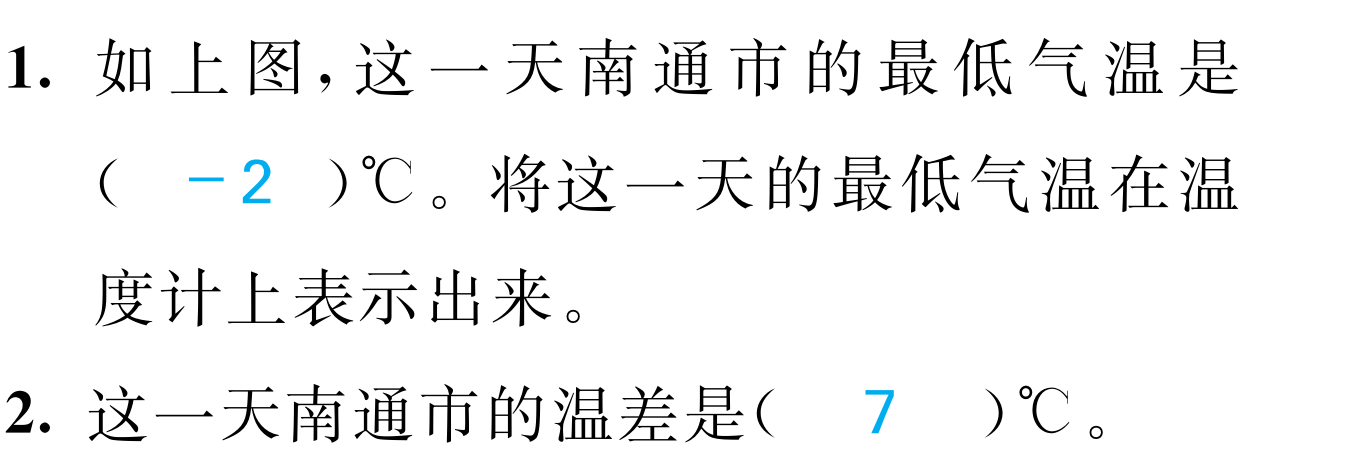 1. 如上图,这一天南通市的最低气温是
( -2 )℃。将这一天的最低气温在温
度计上表示出来。
2. 这一天南通市的温差是( 7 )℃。